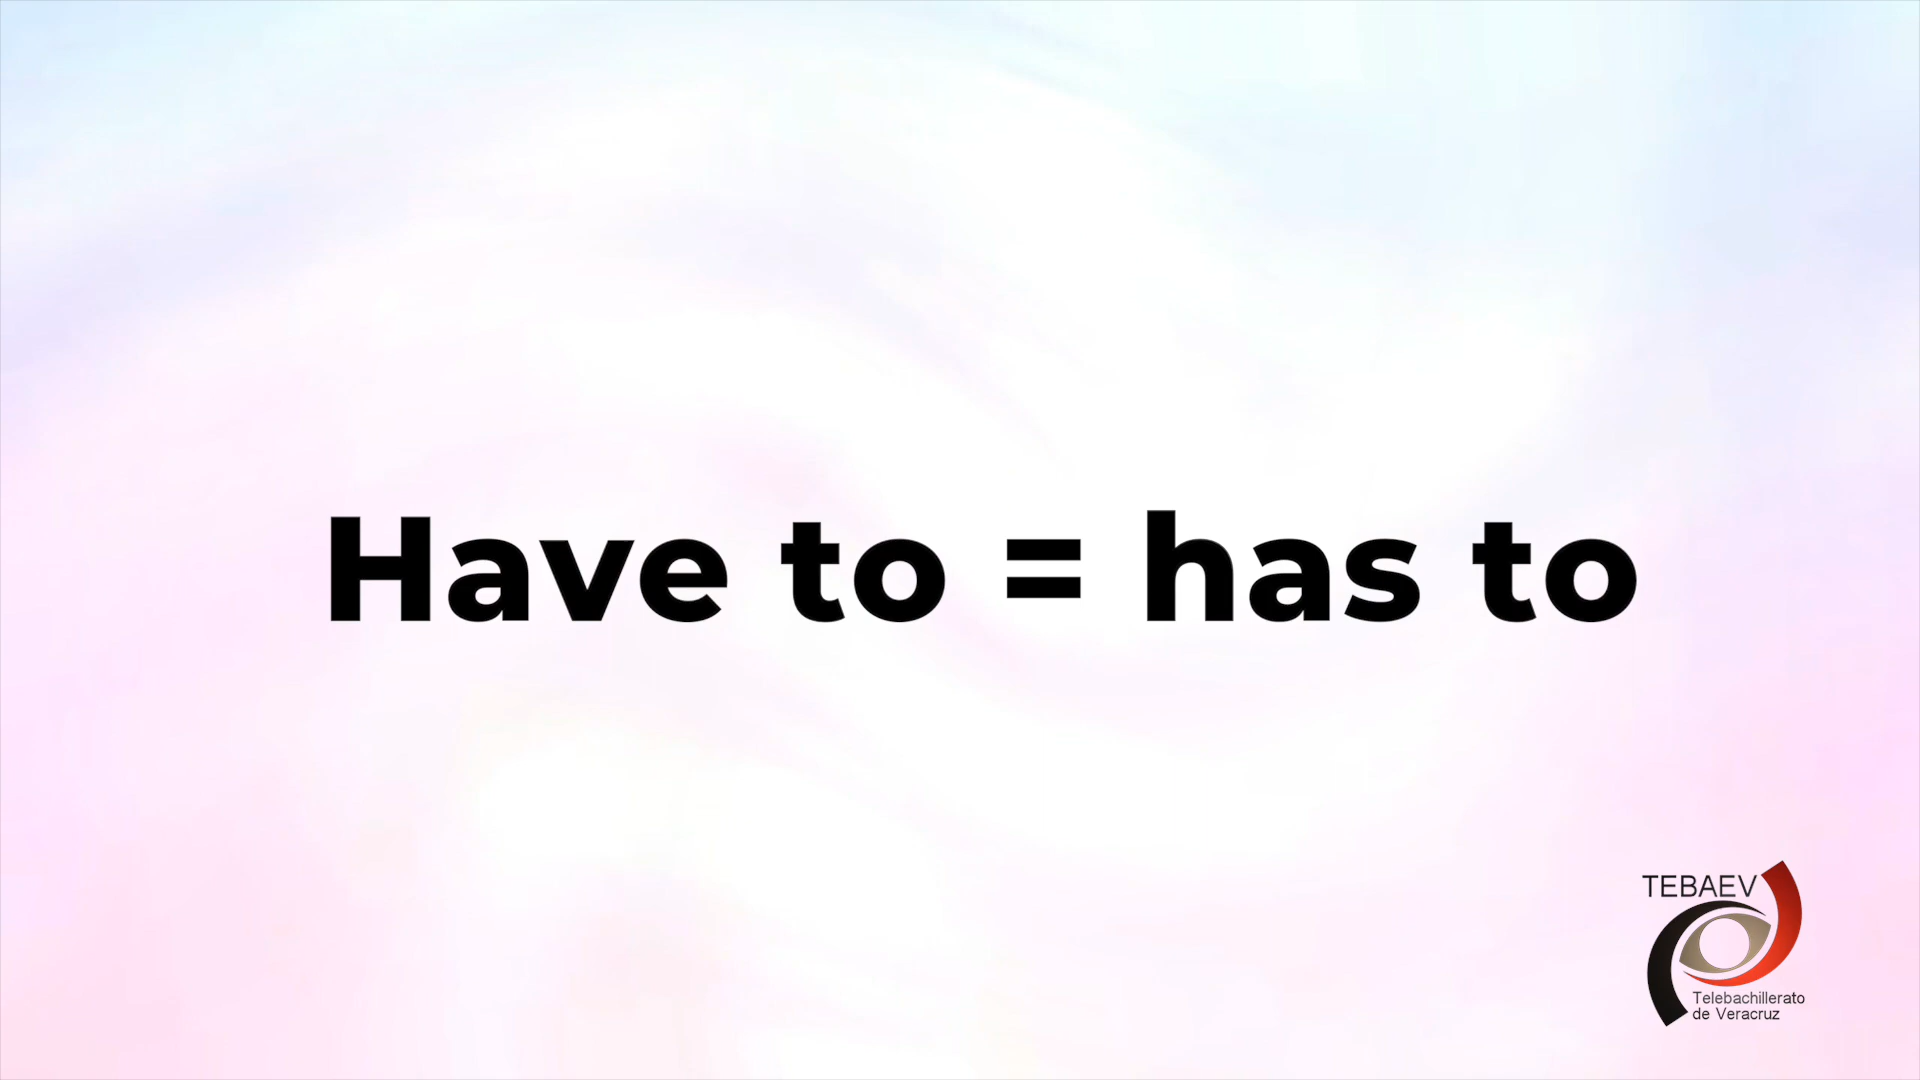 Have to = has to
TEBAEV
Telebachillerato
de Veracruz